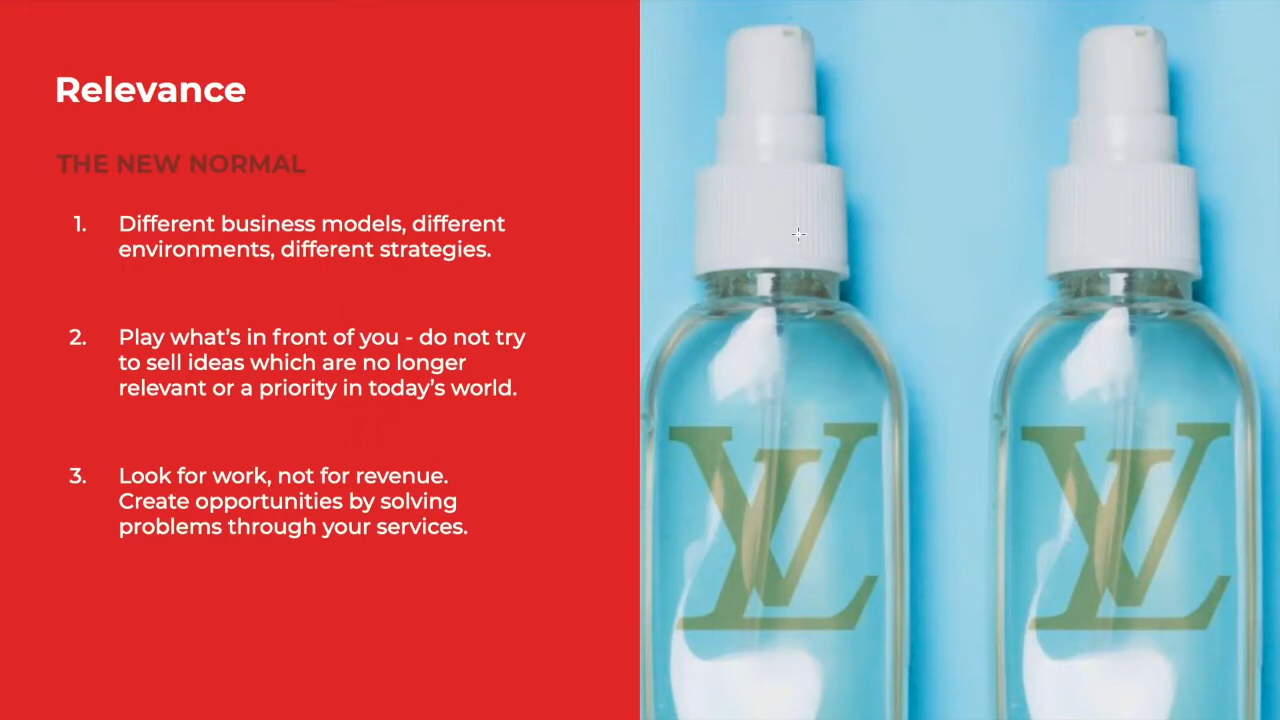 Relevance
THE NEW NORMAL
1. Different business models, different
environments, different strategies.
2. Play what's in front of you - do not try
to sell ideas which are no longer
relevant or a priority in today's world.
3. Look for work, not for revenue.
Create opportunities by solving
problems through your services.
LV
LV